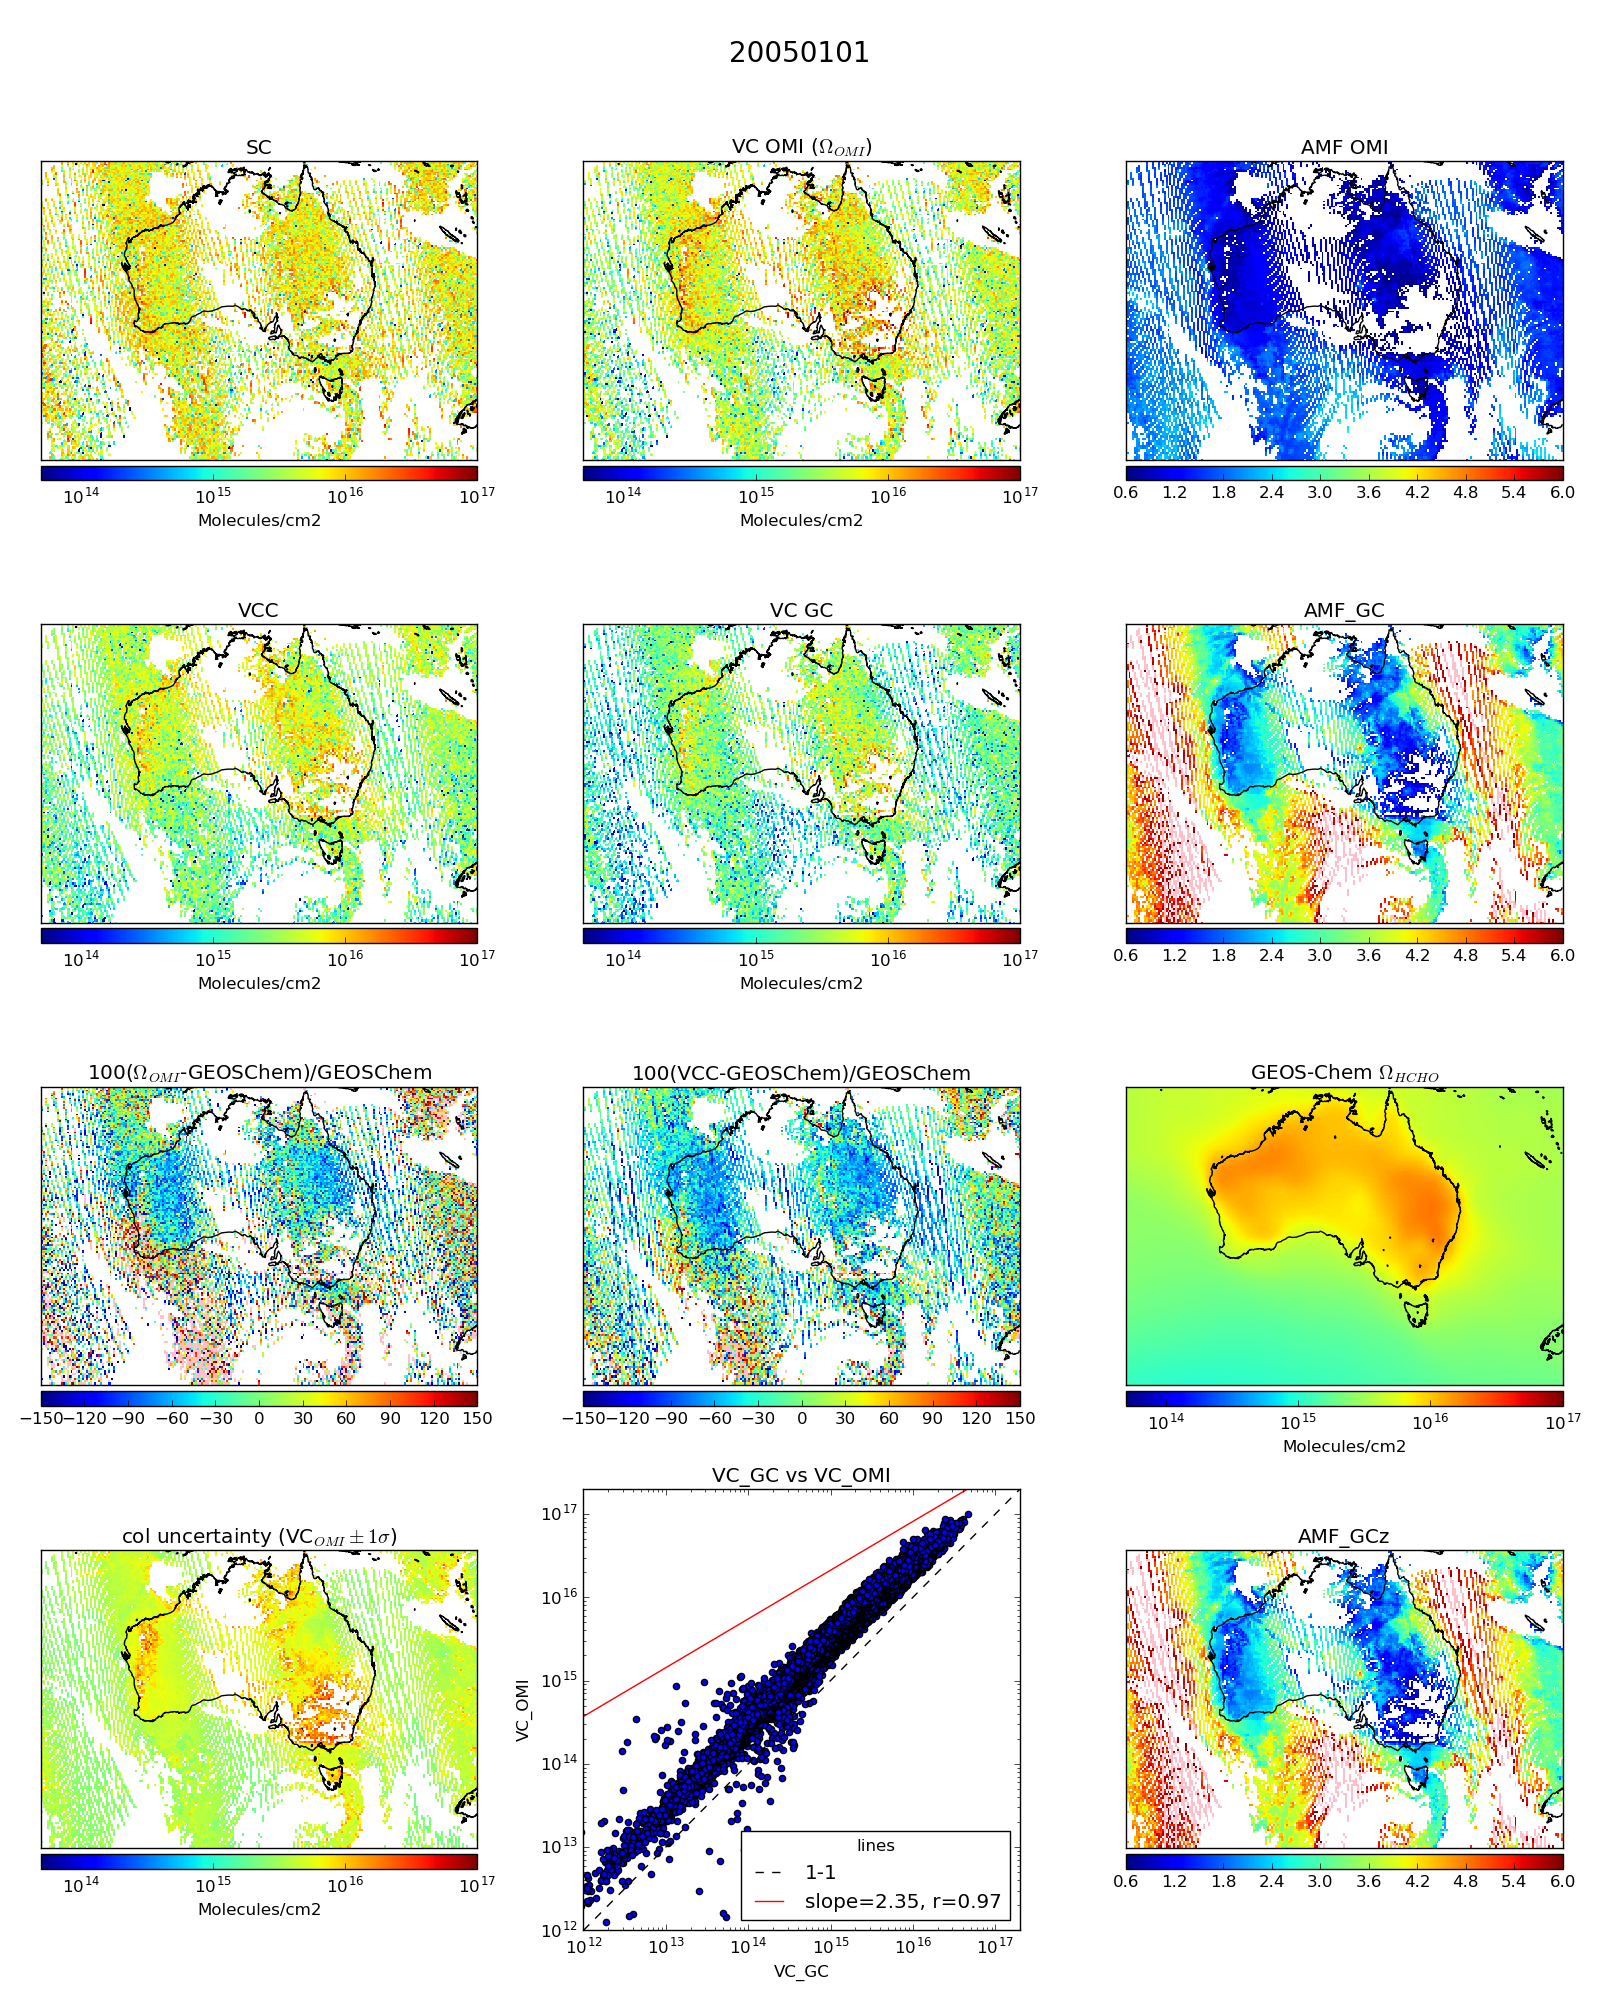 20050101
SC
10^14 10^15 10^16 10^17
Molecules/cm2
VC OMI (Ω_OMI)
10^14 10^15 10^16 10^17
Molecules/cm2
AMF OMI
0.6 1.2 1.8 2.4 3.0 3.6 4.2 4.8 5.4 6.0
VCC
10^14 10^15 10^16 10^17
Molecules/cm2
VC GC
10^14 10^15 10^16 10^17
Molecules/cm2
AMF_GC
0.6 1.2 1.8 2.4 3.0 3.6 4.2 4.8 5.4 6.0
100(Ω_OMI-GEOSChem)/GEOSChem
−150 −120 −90 −60 −30 0 30 60 90 120 150
100(VCC-GEOSChem)/GEOSChem
−150 −120 −90 −60 −30 0 30 60 90 120 150
GEOS-Chem Ω_HCHO
10^14 10^15 10^16 10^17
Molecules/cm2
col uncertainty (VC_OMI ± 1σ)
10^14 10^15 10^16 10^17
Molecules/cm2
VC_GC vs VC_OMI
10^17
10^16
10^15
10^14
10^13
10^12
VC_OMI
lines
1-1
slope=2.35, r=0.97
10^12 10^13 10^14 10^15 10^16 10^17
VC_GC
AMF_GCz
0.6 1.2 1.8 2.4 3.0 3.6 4.2 4.8 5.4 6.0